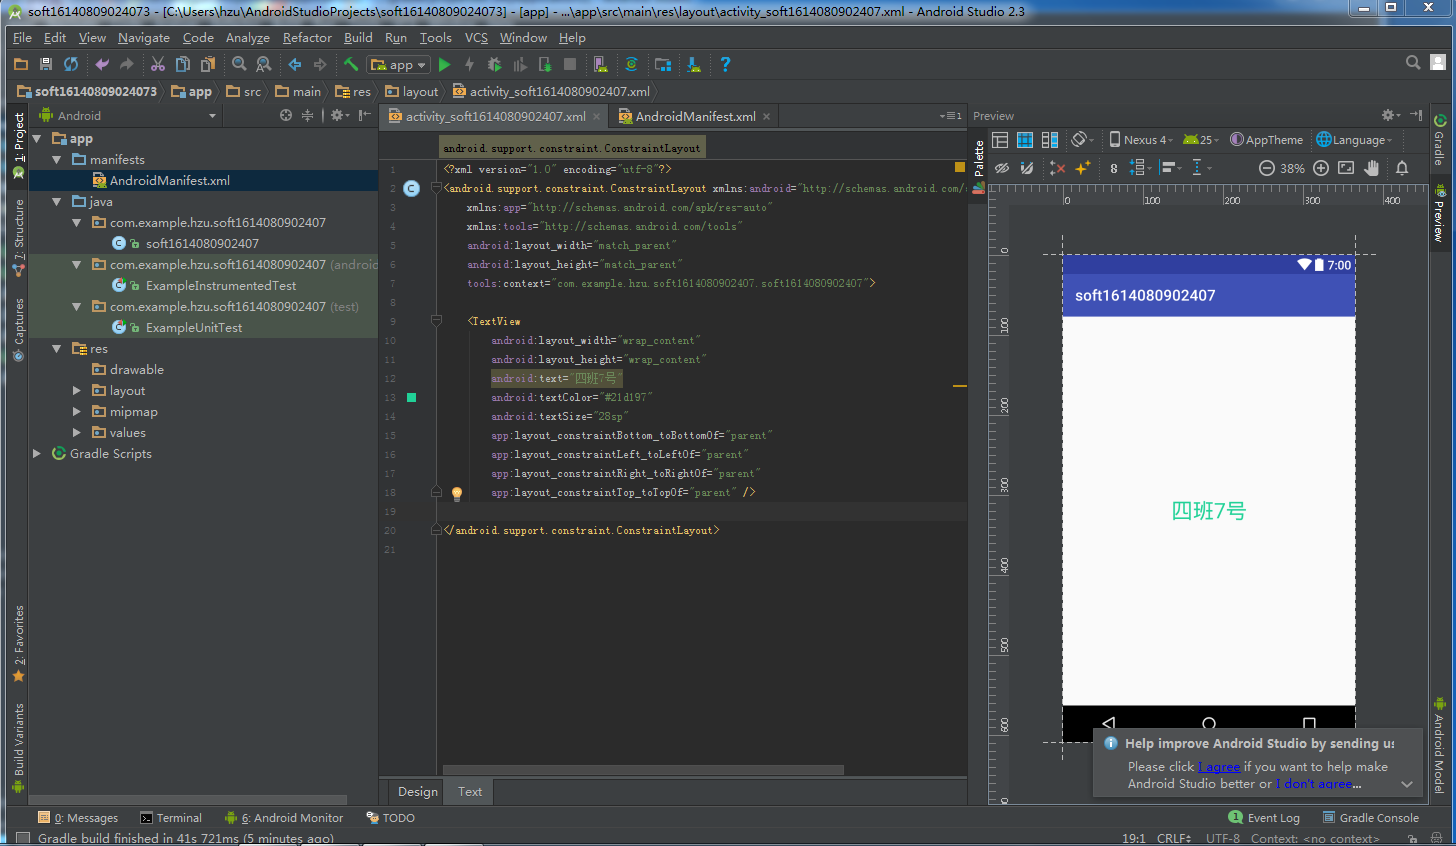 soft16140809024073 - [C:\Users\hzu\AndroidStudioProjects\soft16140809024073] - [app] - ...\app\src\main\res\layout\activity_soft1614080902407.xml - Android Studio 2.3
File Edit View Navigate Code Analyze Refactor Build Run Tools VCS Window Help
app
soft16140809024073 app src main res layout activity_soft1614080902407.xml
Android
activity_soft1614080902407.xml AndroidManifest.xml
1
Preview
1: Project
7: Structure
Captures
2: Favorites
Build Variants
app
manifests
AndroidManifest.xml
java
com.example.hzu.soft1614080902407
soft1614080902407
com.example.hzu.soft1614080902407 (androic
ExampleInstrumentedTest
com.example.hzu.soft1614080902407 (test)
ExampleUnitTest
res
drawable
layout
mipmap
values
Gradle Scripts
android.support.constraint.ConstraintLayout
1 <?xml version="1.0" encoding="utf-8"?>
2 <android.support.constraint.ConstraintLayout xmlns:android="http://schemas.android.com/
3 xmlns:app="http://schemas.android.com/apk/res-auto"
4 xmlns:tools="http://schemas.android.com/tools"
5 android:layout_width="match_parent"
6 android:layout_height="match_parent"
7 tools:context="com.example.hzu.soft1614080902407.soft1614080902407">
8
9 <TextView
10 android:layout_width="wrap_content"
11 android:layout_height="wrap_content"
12 android:text="四班7号"
13 android:textColor="#21d197"
14 android:textSize="28sp"
15 app:layout_constraintBottom_toBottomOf="parent"
16 app:layout_constraintLeft_toLeftOf="parent"
17 app:layout_constraintRight_toRightOf="parent"
18 app:layout_constraintTop_toTopOf="parent" />
19
20 </android.support.constraint.ConstraintLayout>
21
Design Text
Palette
Nexus 4 25 AppTheme Language
8 38%
0 100 200 300 400
0
100
200
300
400
500
600
7:00
soft1614080902407
四班7号
Help improve Android Studio by sending us
Please click I agree if you want to help make
Android Studio better or I don't agree...
Gradle
Preview
Android Model
0: Messages Terminal 6: Android Monitor TODO
1 Event Log Gradle Console
Gradle build finished in 41s 721ms (5 minutes ago)
19:1 CRLF UTF-8 Context: <no context>